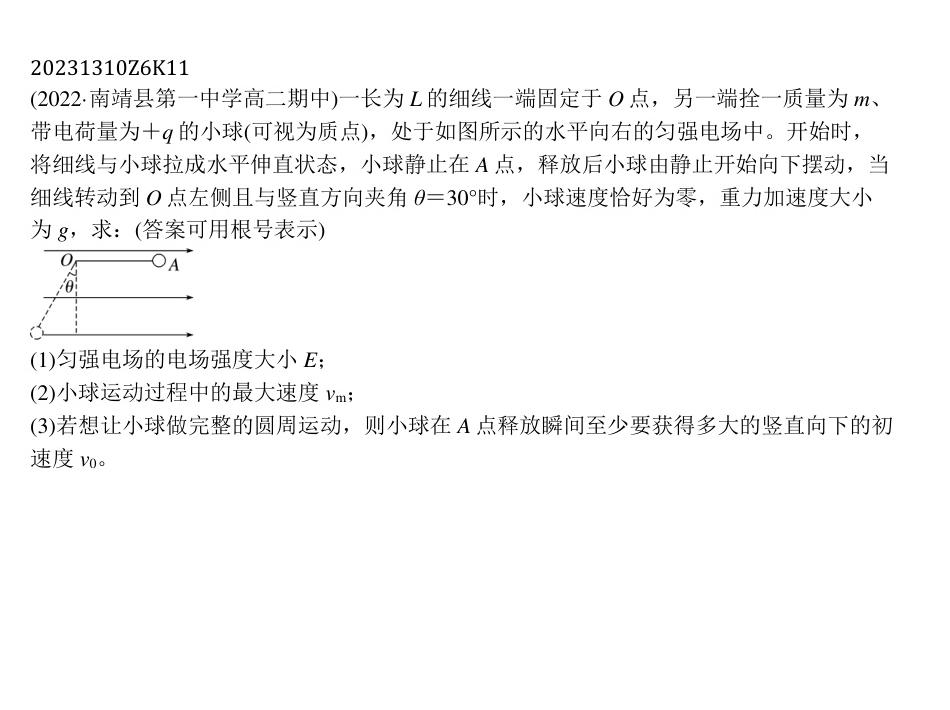 20231310Z6K11
(2022·南靖县第一中学高二期中)一长为 L 的细线一端固定于 O 点，另一端拴一质量为 m、
带电荷量为＋q 的小球(可视为质点)，处于如图所示的水平向右的匀强电场中。开始时，
将细线与小球拉成水平伸直状态，小球静止在 A 点，释放后小球由静止开始向下摆动，当
细线转动到 O 点左侧且与竖直方向夹角 θ＝30°时，小球速度恰好为零，重力加速度大小
为 g，求：(答案可用根号表示)
O
A
θ
(1)匀强电场的电场强度大小 E；
(2)小球运动过程中的最大速度 vm；
(3)若想让小球做完整的圆周运动，则小球在 A 点释放瞬间至少要获得多大的竖直向下的初
速度 v0。